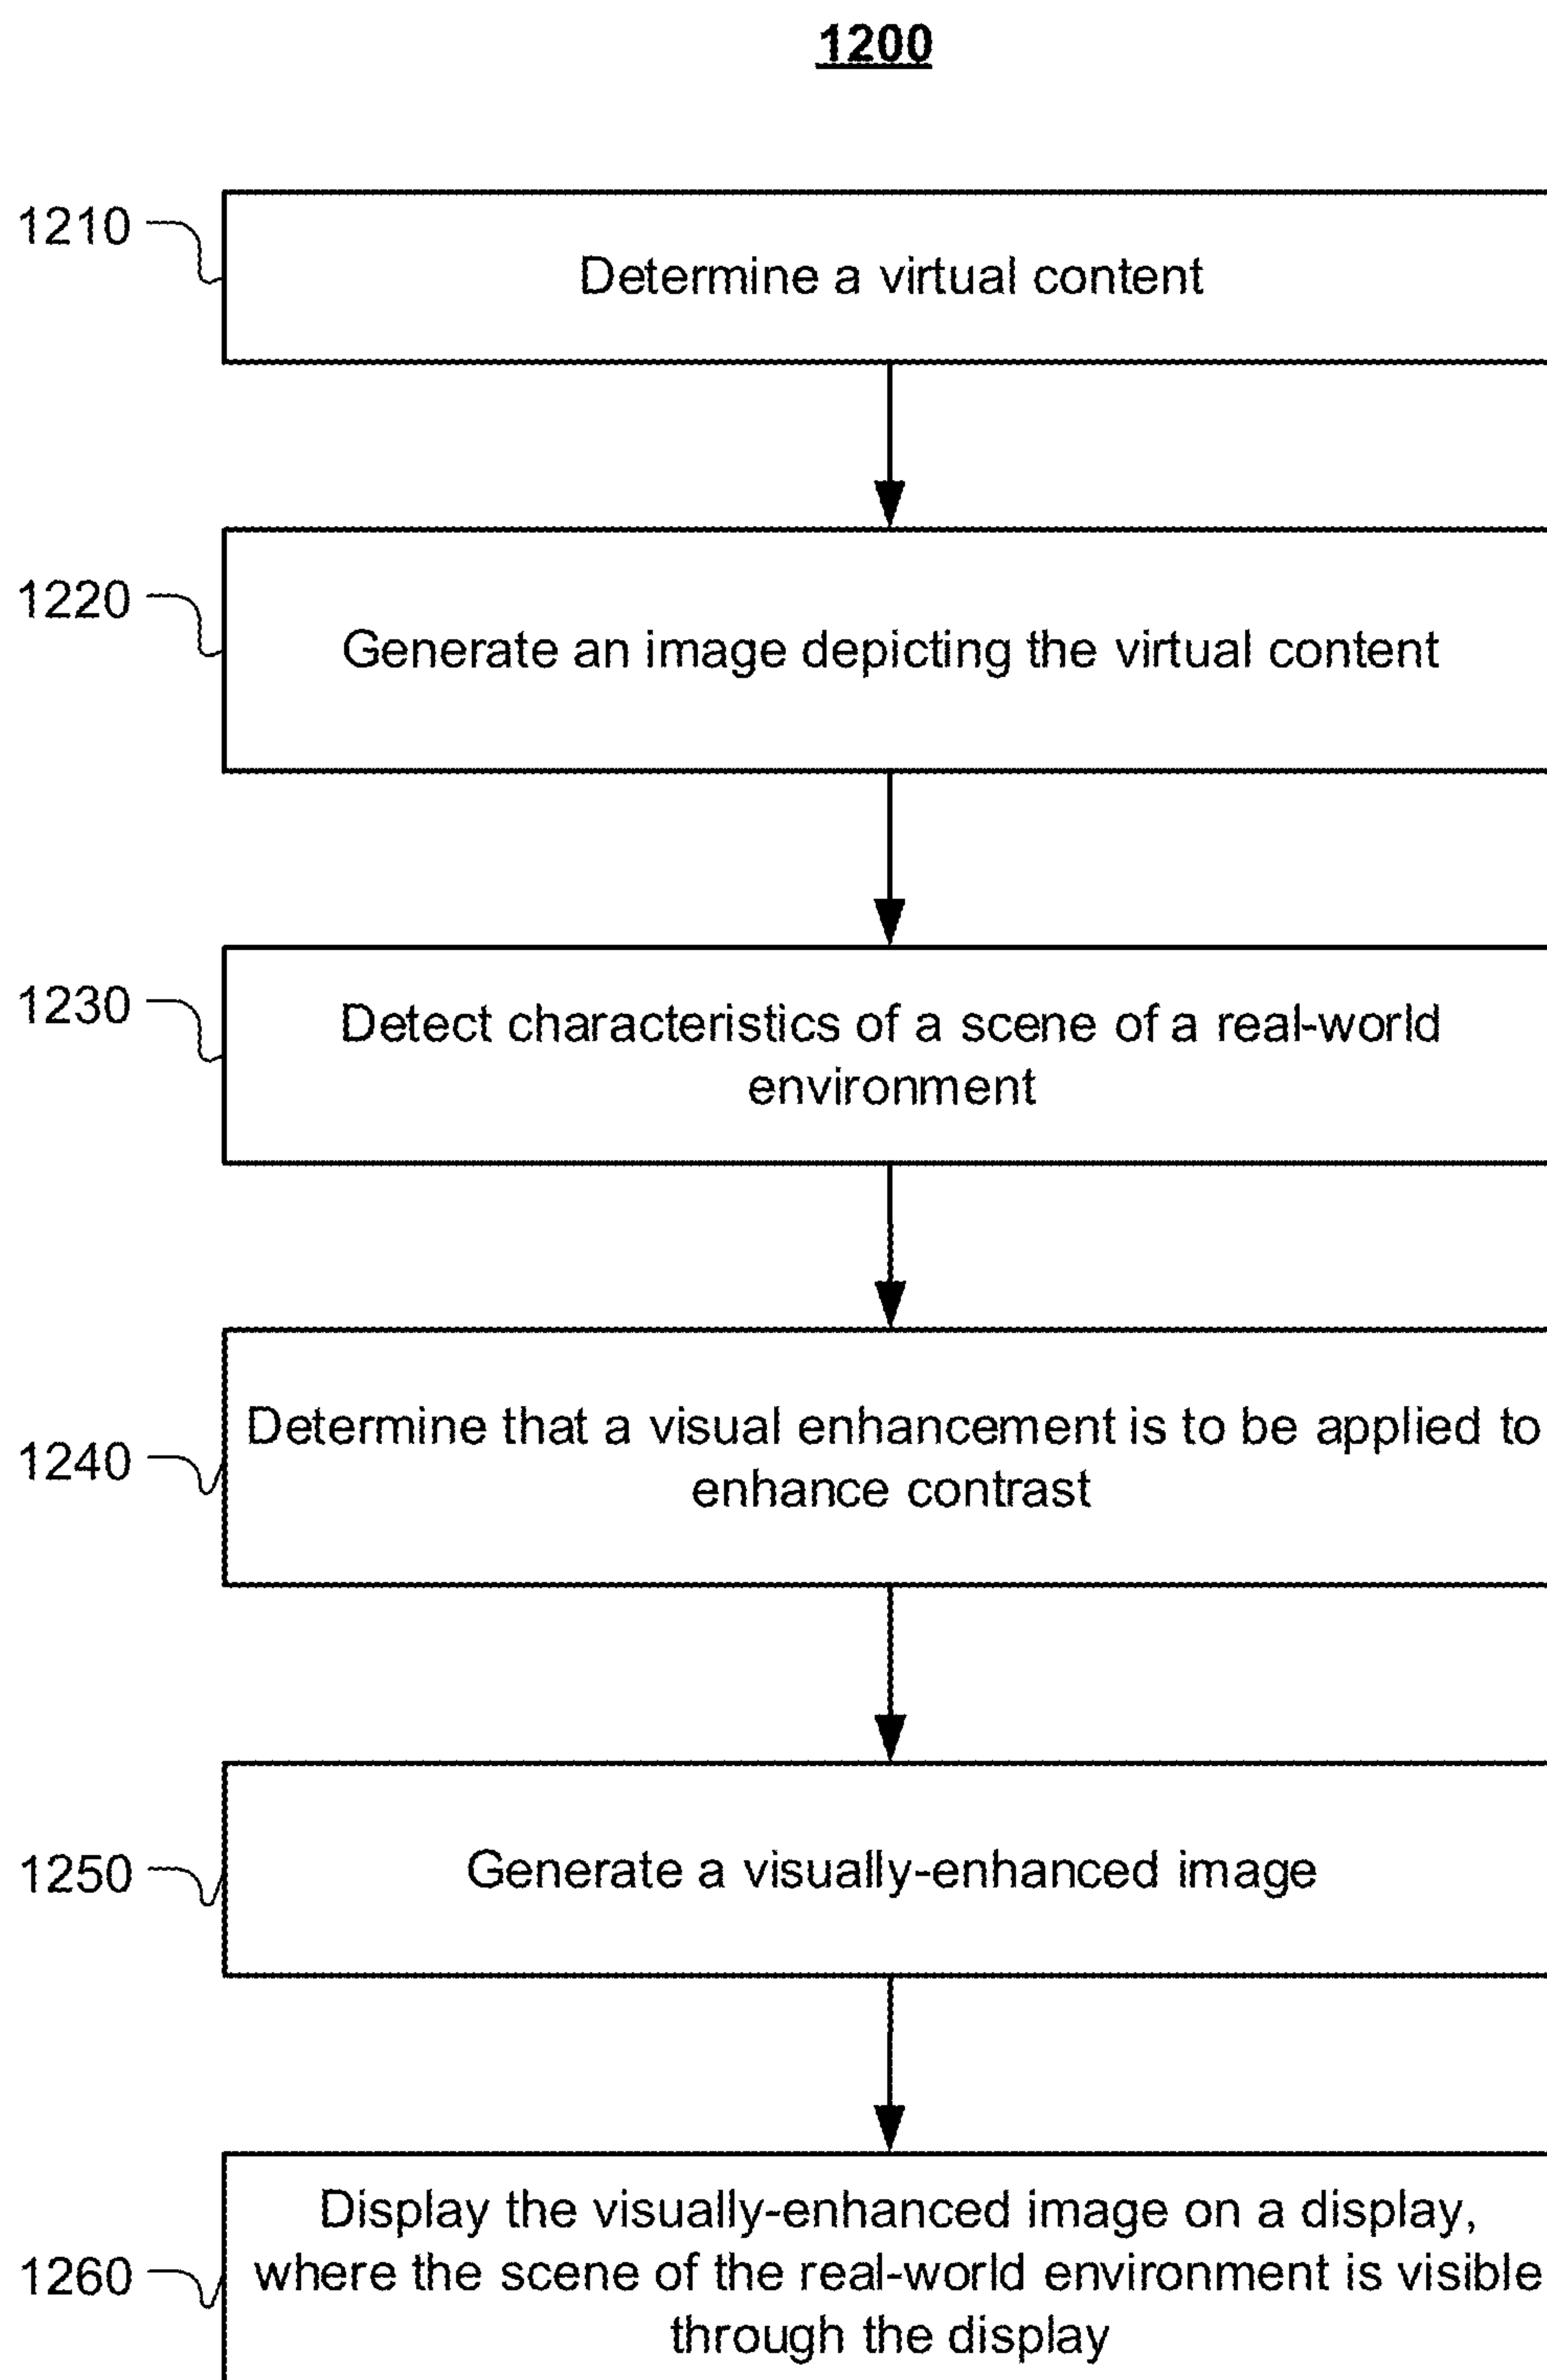 1200
1210
Determine a virtual content
1220
Generate an image depicting the virtual content
1230
Detect characteristics of a scene of a real-world
environment
1240
Determine that a visual enhancement is to be applied to
enhance contrast
1250
Generate a visually-enhanced image
1260
Display the visually-enhanced image on a display,
where the scene of the real-world environment is visible
through the display